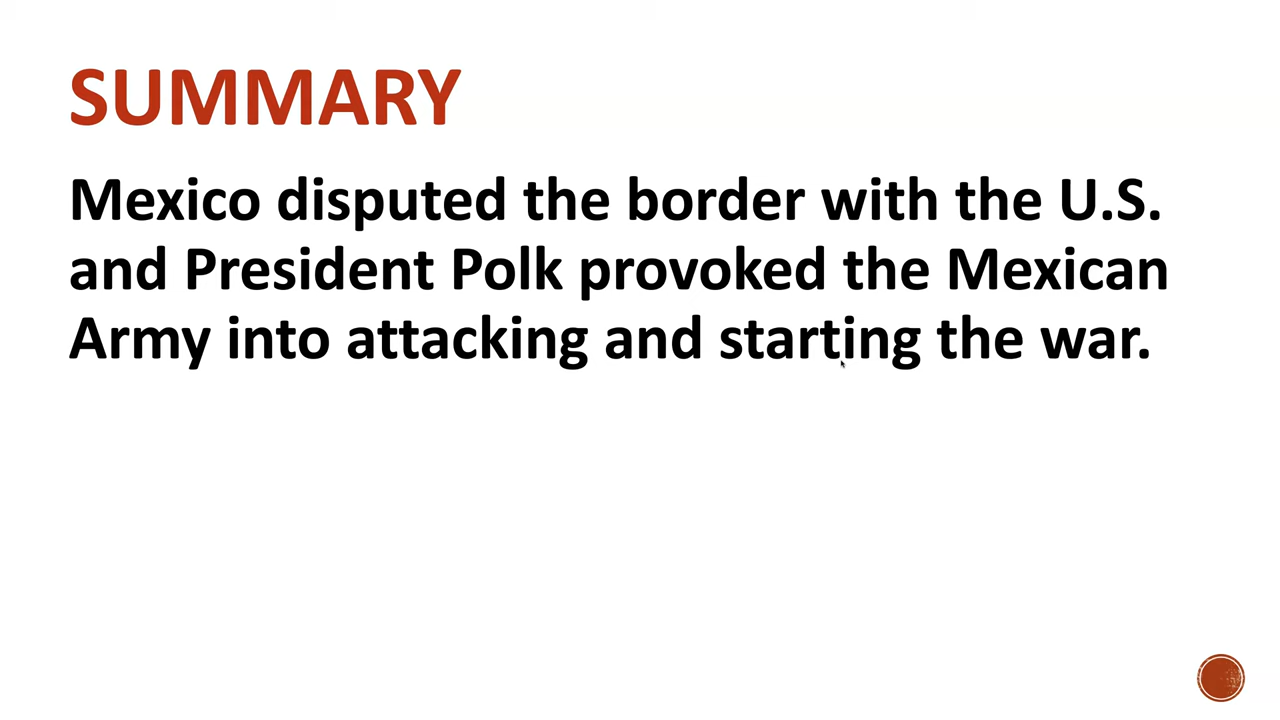 SUMMARY
Mexico disputed the border with the U.S.
and President Polk provoked the Mexican
Army into attacking and starting the war.